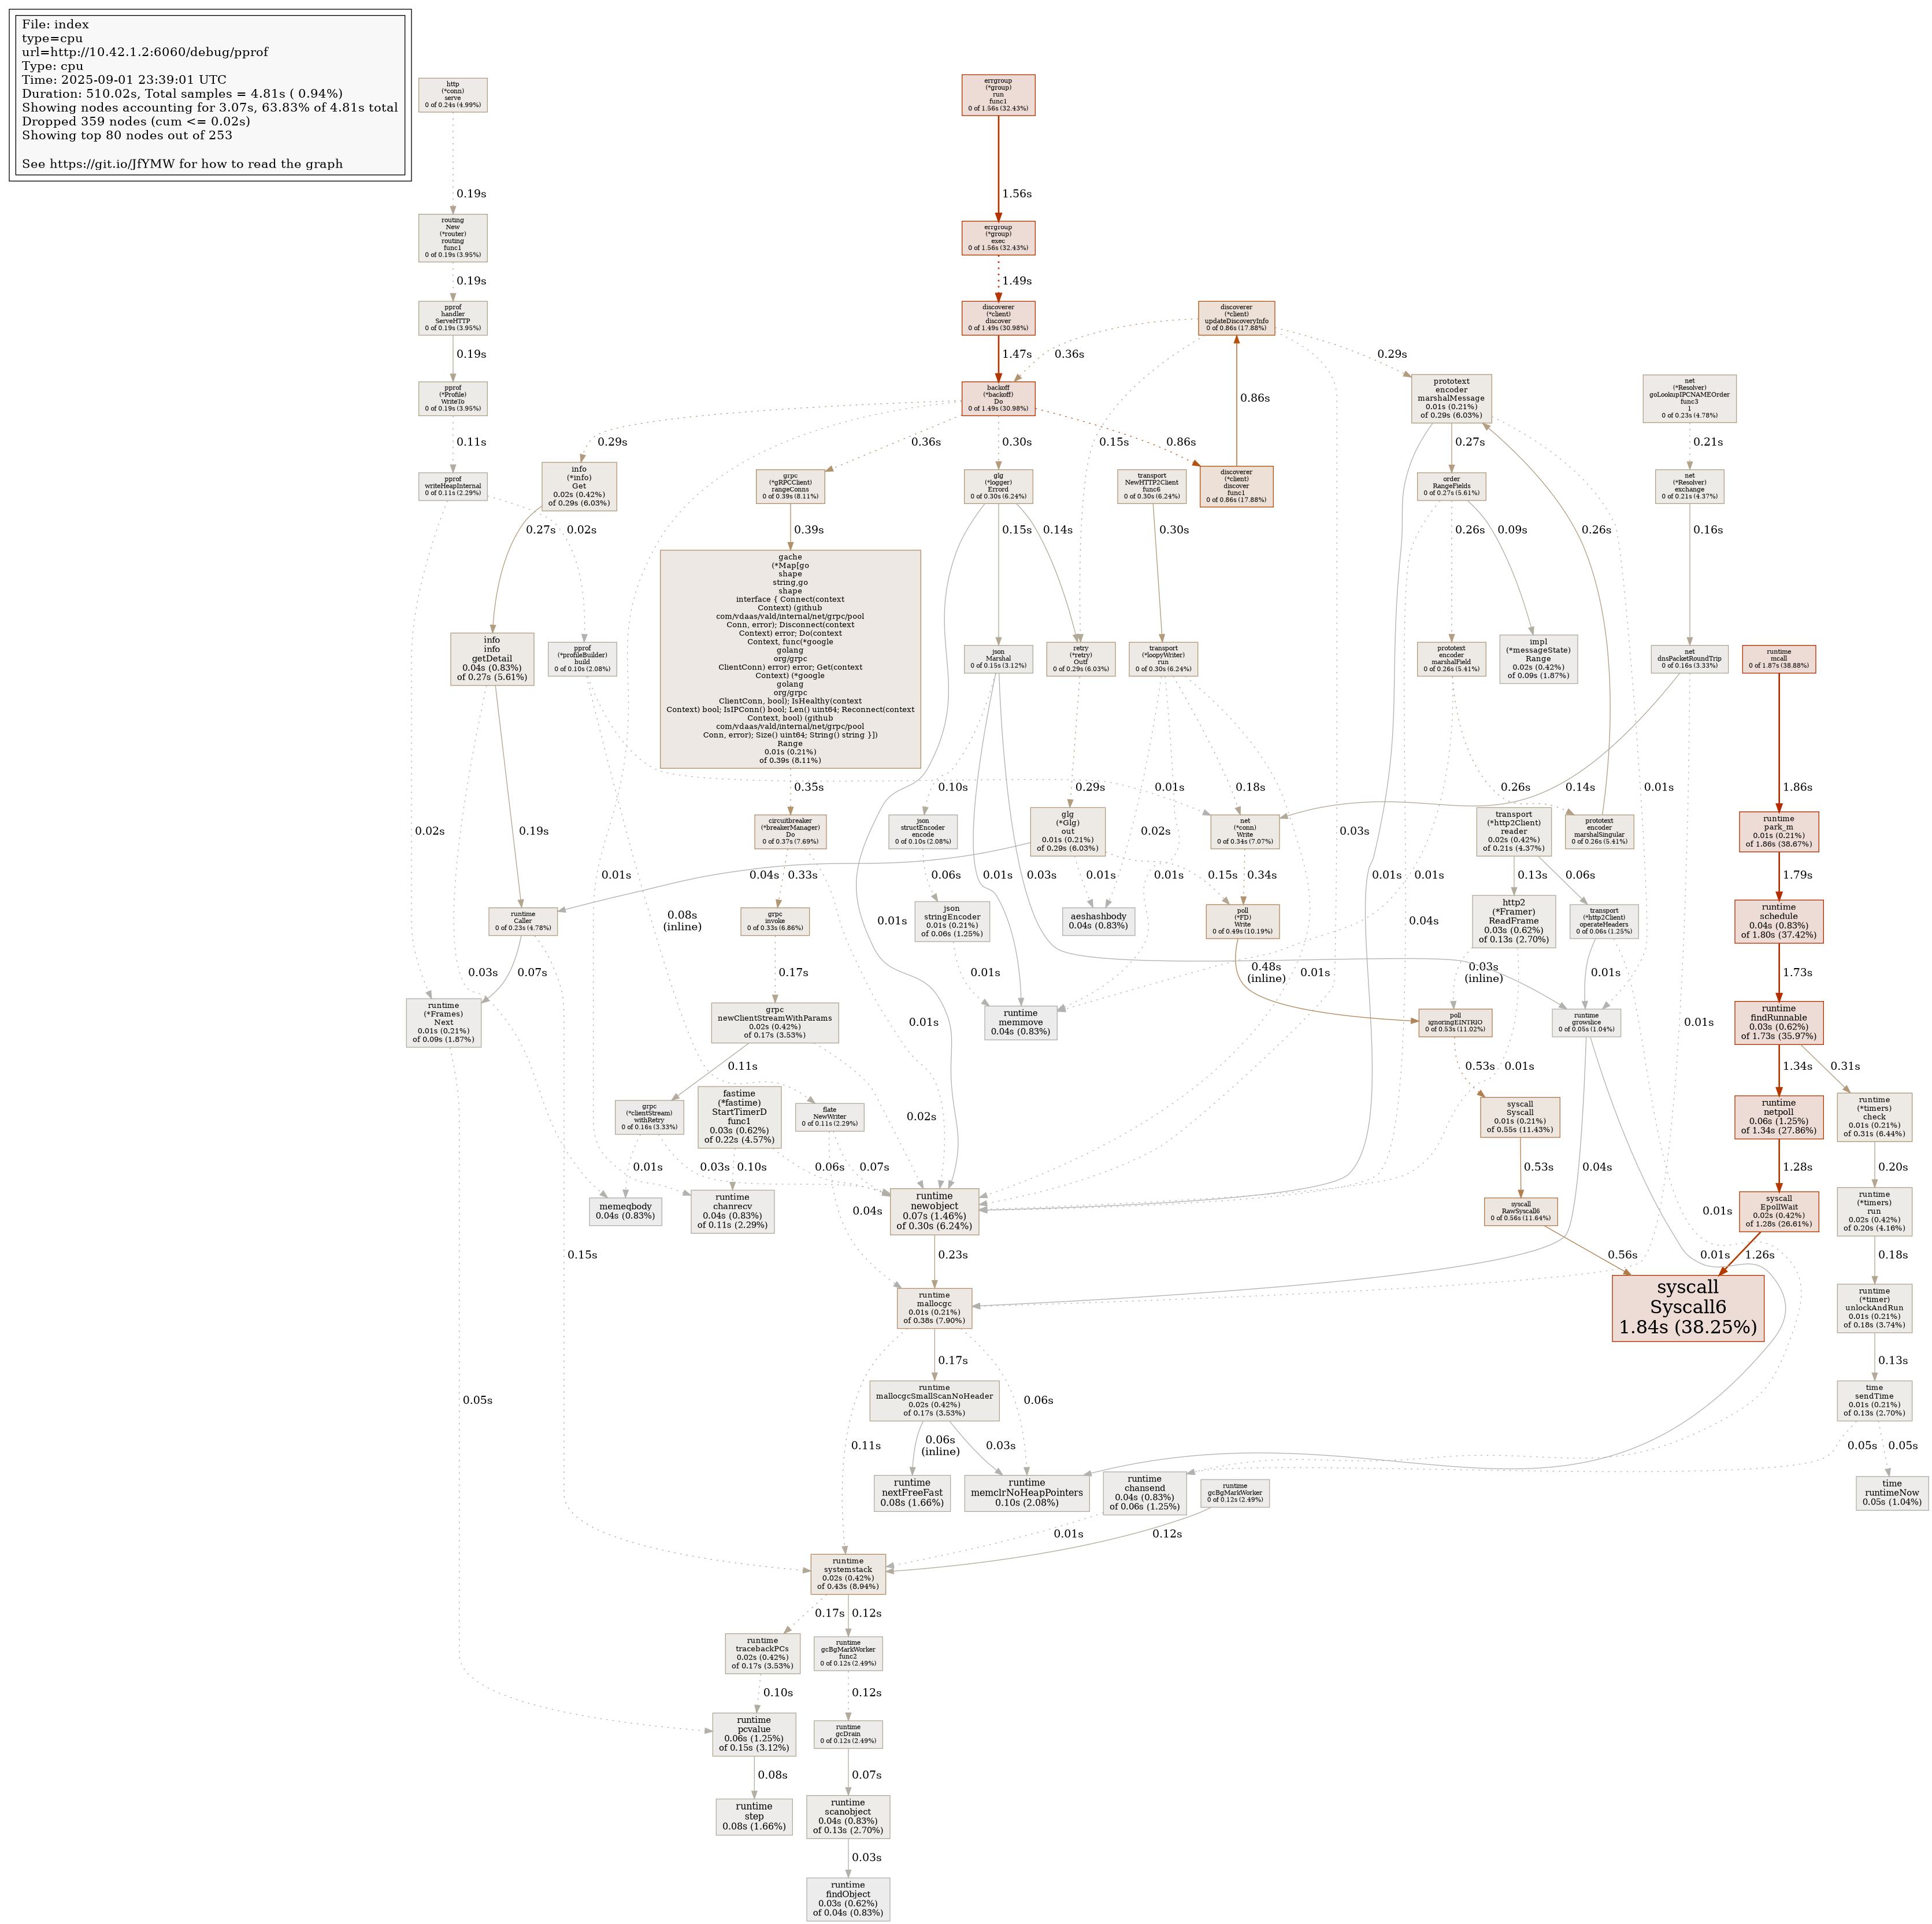 File: index
type=cpu
url=http://10.42.1.2:6060/debug/pprof
Type: cpu
Time: 2025-09-01 23:39:01 UTC
Duration: 510.02s, Total samples = 4.81s ( 0.94%)
Showing nodes accounting for 3.07s, 63.83% of 4.81s total
Dropped 359 nodes (cum <= 0.02s)
Showing top 80 nodes out of 253
See https://git.io/JfYMW for how to read the graph
http
(*conn)
serve
0 of 0.24s (4.99%)
errgroup
(*group)
run
func1
0 of 1.56s (32.43%)
0.19s
1.56s
routing
New
(*router)
routing
func1
0 of 0.19s (3.95%)
errgroup
(*group)
exec
0 of 1.56s (32.43%)
0.19s
1.49s
pprof
handler
ServeHTTP
0 of 0.19s (3.95%)
discoverer
(*client)
discover
0 of 1.49s (30.98%)
discoverer
(*client)
updateDiscoveryInfo
0 of 0.86s (17.88%)
0.19s
1.47s
0.36s
0.29s
pprof
(*Profile)
WriteTo
0 of 0.19s (3.95%)
backoff
(*backoff)
Do
0 of 1.49s (30.98%)
0.86s
prototext
encoder
marshalMessage
0.01s (0.21%)
of 0.29s (6.03%)
net
(*Resolver)
goLookupIPCNAMEOrder
func3
1
0 of 0.23s (4.78%)
0.11s
0.29s
0.36s
0.30s
0.15s
0.86s
0.27s
0.26s
0.21s
pprof
writeHeapInternal
0 of 0.11s (2.29%)
info
(*info)
Get
0.02s (0.42%)
of 0.29s (6.03%)
grpc
(*gRPCClient)
rangeConns
0 of 0.39s (8.11%)
glg
(*logger)
Errord
0 of 0.30s (6.24%)
transport
NewHTTP2Client
func6
0 of 0.30s (6.24%)
discoverer
(*client)
discover
func1
0 of 0.86s (17.88%)
order
RangeFields
0 of 0.27s (5.61%)
net
(*Resolver)
exchange
0 of 0.21s (4.37%)
0.27s
0.02s
0.39s
0.15s
0.14s
0.30s
0.26s
0.09s
0.16s
gache
(*Map[go
shape
string,go
shape
interface { Connect(context
Context) (github
com/vdaas/vald/internal/net/grpc/pool
Conn, error); Disconnect(context
Context) error; Do(context
Context, func(*google
golang
org/grpc
ClientConn) error) error; Get(context
Context) (*google
golang
org/grpc
ClientConn, bool); IsHealthy(context
Context) bool; IsIPConn() bool; Len() uint64; Reconnect(context
Context, bool) (github
com/vdaas/vald/internal/net/grpc/pool
Conn, error); Size() uint64; String() string }])
Range
0.01s (0.21%)
of 0.39s (8.11%)
info
info
getDetail
0.04s (0.83%)
of 0.27s (5.61%)
pprof
(*profileBuilder)
build
0 of 0.10s (2.08%)
json
Marshal
0 of 0.15s (3.12%)
retry
(*retry)
Outf
0 of 0.29s (6.03%)
transport
(*loopyWriter)
run
0 of 0.30s (6.24%)
prototext
encoder
marshalField
0 of 0.26s (5.41%)
impl
(*messageState)
Range
0.02s (0.42%)
of 0.09s (1.87%)
net
dnsPacketRoundTrip
0 of 0.16s (3.33%)
runtime
mcall
0 of 1.87s (38.88%)
0.35s
0.10s
0.29s
0.01s
0.18s
0.03s
0.26s
0.14s
0.01s
1.86s
0.02s
circuitbreaker
(*breakerManager)
Do
0 of 0.37s (7.69%)
json
structEncoder
encode
0 of 0.10s (2.08%)
glg
(*Glg)
out
0.01s (0.21%)
of 0.29s (6.03%)
0.02s
net
(*conn)
Write
0 of 0.34s (7.07%)
transport
(*http2Client)
reader
0.02s (0.42%)
of 0.21s (4.37%)
prototext
encoder
marshalSingular
0 of 0.26s (5.41%)
runtime
park_m
0.01s (0.21%)
of 1.86s (38.67%)
0.19s
0.01s
0.04s
0.33s
0.06s
0.01s
0.03s
0.01s
0.15s
0.34s
0.01s
0.01s
0.01s
0.13s
0.06s
1.79s
runtime
Caller
0 of 0.23s (4.78%)
0.08s
(inline)
grpc
invoke
0 of 0.33s (6.86%)
0.01s
json
stringEncoder
0.01s (0.21%)
of 0.06s (1.25%)
aeshashbody
0.04s (0.83%)
poll
(*FD)
Write
0 of 0.49s (10.19%)
0.04s
http2
(*Framer)
ReadFrame
0.03s (0.62%)
of 0.13s (2.70%)
transport
(*http2Client)
operateHeaders
0 of 0.06s (1.25%)
runtime
schedule
0.04s (0.83%)
of 1.80s (37.42%)
0.03s
0.07s
0.17s
0.01s
0.48s
(inline)
0.01s
0.03s
(inline)
0.01s
1.73s
runtime
(*Frames)
Next
0.01s (0.21%)
of 0.09s (1.87%)
grpc
newClientStreamWithParams
0.02s (0.42%)
of 0.17s (3.53%)
0.01s
runtime
memmove
0.04s (0.83%)
poll
ignoringEINTRIO
0 of 0.53s (11.02%)
runtime
growslice
0 of 0.05s (1.04%)
0.01s
runtime
findRunnable
0.03s (0.62%)
of 1.73s (35.97%)
0.11s
0.53s
0.01s
1.34s
0.31s
grpc
(*clientStream)
withRetry
0 of 0.16s (3.33%)
fastime
(*fastime)
StartTimerD
func1
0.03s (0.62%)
of 0.22s (4.57%)
flate
NewWriter
0 of 0.11s (2.29%)
0.02s
syscall
Syscall
0.01s (0.21%)
of 0.55s (11.43%)
runtime
netpoll
0.06s (1.25%)
of 1.34s (27.86%)
runtime
(*timers)
check
0.01s (0.21%)
of 0.31s (6.44%)
0.01s
0.03s
0.10s
0.06s
0.07s
0.53s
0.04s
1.28s
0.20s
memeqbody
0.04s (0.83%)
runtime
chanrecv
0.04s (0.83%)
of 0.11s (2.29%)
0.04s
runtime
newobject
0.07s (1.46%)
of 0.30s (6.24%)
syscall
RawSyscall6
0 of 0.56s (11.64%)
0.01s
syscall
EpollWait
0.02s (0.42%)
of 1.28s (26.61%)
runtime
(*timers)
run
0.02s (0.42%)
of 0.20s (4.16%)
0.15s
0.23s
0.56s
0.01s
1.26s
0.18s
runtime
mallocgc
0.01s (0.21%)
of 0.38s (7.90%)
syscall
Syscall6
1.84s (38.25%)
runtime
(*timer)
unlockAndRun
0.01s (0.21%)
of 0.18s (3.74%)
0.17s
0.13s
0.05s
runtime
mallocgcSmallScanNoHeader
0.02s (0.42%)
of 0.17s (3.53%)
0.06s
time
sendTime
0.01s (0.21%)
of 0.13s (2.70%)
0.11s
0.06s
(inline)
0.03s
0.05s
0.05s
runtime
nextFreeFast
0.08s (1.66%)
runtime
memclrNoHeapPointers
0.10s (2.08%)
runtime
chansend
0.04s (0.83%)
of 0.06s (1.25%)
runtime
gcBgMarkWorker
0 of 0.12s (2.49%)
time
runtimeNow
0.05s (1.04%)
0.01s
0.12s
runtime
systemstack
0.02s (0.42%)
of 0.43s (8.94%)
0.17s
0.12s
runtime
tracebackPCs
0.02s (0.42%)
of 0.17s (3.53%)
runtime
gcBgMarkWorker
func2
0 of 0.12s (2.49%)
0.10s
0.12s
runtime
pcvalue
0.06s (1.25%)
of 0.15s (3.12%)
runtime
gcDrain
0 of 0.12s (2.49%)
0.08s
0.07s
runtime
step
0.08s (1.66%)
runtime
scanobject
0.04s (0.83%)
of 0.13s (2.70%)
0.03s
runtime
findObject
0.03s (0.62%)
of 0.04s (0.83%)